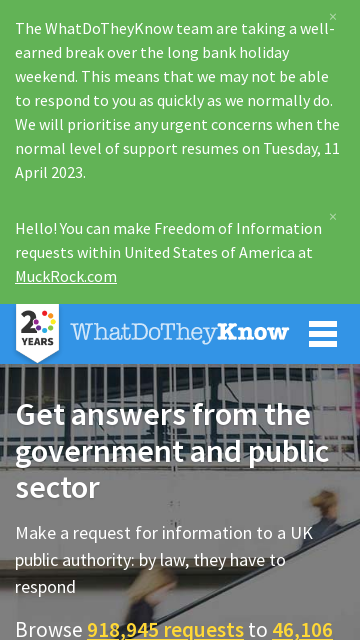 ×
The WhatDoTheyKnow team are taking a well-
earned break over the long bank holiday
weekend. This means that we may not be able
to respond to you as quickly as we normally do.
We will prioritise any urgent concerns when the
normal level of support resumes on Tuesday, 11
April 2023.
×
Hello! You can make Freedom of Information
requests within United States of America at
MuckRock.com
20
YEARS
WhatDoTheyKnow
Get answers from the
government and public
sector
Make a request for information to a UK
public authority: by law, they have to
respond
Browse 918,945 requests to 46,106